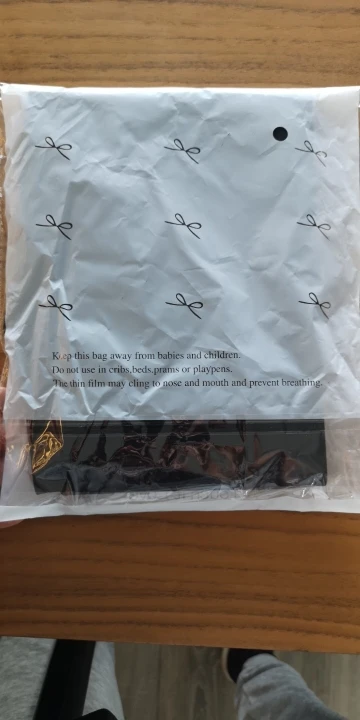 Keep this bag away from babies and children.
Do not use in cribs,beds,prams or playpens.
The thin film may cling to nose and mouth and prevent breathing.